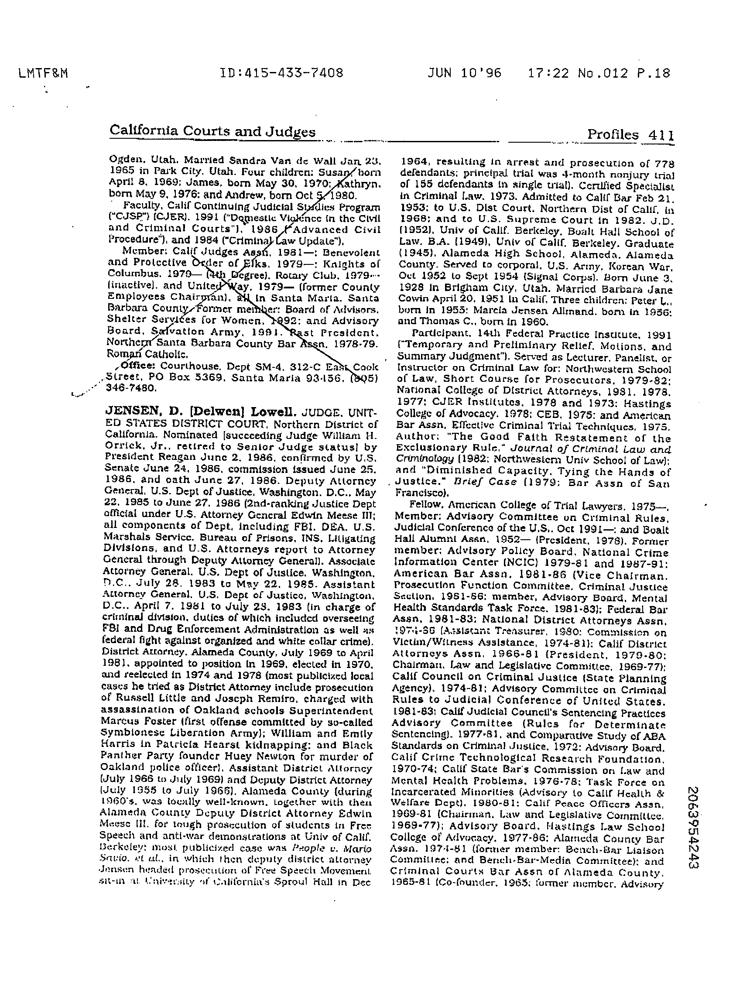 LMTF&M ID:415-433-7408 JUN 10'96 17:22 No.012 P.18
California Courts and Judges Profiles 411
Ogden, Utah. Married Sandra Van de Wall Jan 23,
1965 in Park City, Utah. Four children: Susan, born
April 8, 1969; James, born May 30, 1970; Kathryn,
born May 9, 1976; and Andrew, born Oct 5, 1980.
Faculty, Calif Continuing Judicial Studies Program
("CJSP") (CJER), 1991 ("Domestic Violence in the Civil
and Criminal Courts"), 1986 ("Advanced Civil
Procedure"), and 1984 ("Criminal Law Update").
Member: Calif Judges Assn, 1981—; Benevolent
and Protective Order of Elks, 1979—; Knights of
Columbus, 1979— (4th Degree), Rotary Club, 1979—
(inactive), and United Way, 1979— (former County
Employees Chairman), all in Santa Maria, Santa
Barbara County. Former member: Board of Advisors,
Shelter Services for Women, 1992; and Advisory
Board, Salvation Army, 1991. Past President,
Northern Santa Barbara County Bar Assn, 1978-79.
Roman Catholic.
Office: Courthouse, Dept SM-4, 312-C East Cook
Street, PO Box 5369, Santa Maria 93456. (805)
346-7480.
JENSEN, D. [Delwen] Lowell, JUDGE, UNIT-
ED STATES DISTRICT COURT, Northern District of
California. Nominated [succeeding Judge William H.
Orrick, Jr., retired to Senior Judge status] by
President Reagan June 2, 1986, confirmed by U.S.
Senate June 24, 1986, commission issued June 25,
1986, and oath June 27, 1986. Deputy Attorney
General, U.S. Dept of Justice, Washington, D.C., May
22, 1985 to June 27, 1986 (2nd-ranking Justice Dept
official under U.S. Attorney General Edwin Meese III;
all components of Dept, including FBI, DEA, U.S.
Marshals Service, Bureau of Prisons, INS, Litigating
Divisions, and U.S. Attorneys report to Attorney
General through Deputy Attorney General). Associate
Attorney General, U.S. Dept of Justice, Washington,
D.C., July 28, 1983 to May 22, 1985. Assistant
Attorney General, U.S. Dept of Justice, Washington,
D.C., April 7, 1981 to July 28, 1983 (in charge of
criminal division, duties of which included overseeing
FBI and Drug Enforcement Administration as well as
federal fight against organized and white collar crime).
District Attorney, Alameda County, July 1969 to April
1981, appointed to position in 1969, elected in 1970,
and reelected in 1974 and 1978 (most publicized local
cases he tried as District Attorney include prosecution
of Russell Little and Joseph Remiro, charged with
assassination of Oakland schools Superintendent
Marcus Foster (first offense committed by so-called
Symbionese Liberation Army); William and Emily
Harris in Patricia Hearst kidnapping; and Black
Panther Party founder Huey Newton for murder of
Oakland police officer). Assistant District Attorney
(July 1966 to July 1969) and Deputy District Attorney
(July 1955 to July 1966), Alameda County (during
1960's, was locally well-known, together with then
Alameda County Deputy District Attorney Edwin
Meese III, for tough prosecution of students in Free
Speech and anti-war demonstrations at Univ of Calif,
Berkeley; most publicized case was People v. Mario
Savio, et al., in which then deputy district attorney
Jensen headed prosecution of Free Speech Movement
sit-in at University of California's Sproul Hall in Dec
1964, resulting in arrest and prosecution of 778
defendants; principal trial was 4-month nonjury trial
of 155 defendants in single trial). Certified Specialist
in Criminal Law, 1973. Admitted to Calif Bar Feb 21,
1953; to U.S. Dist Court, Northern Dist of Calif, in
1968; and to U.S. Supreme Court in 1982. J.D.
(1952), Univ of Calif, Berkeley, Boalt Hall School of
Law. B.A. (1949), Univ of Calif, Berkeley. Graduate
(1945), Alameda High School, Alameda, Alameda
County. Served to corporal, U.S. Army, Korean War,
Oct 1952 to Sept 1954 (Signal Corps). Born June 3,
1928 in Brigham City, Utah. Married Barbara Jane
Cowin April 20, 1951 in Calif. Three children: Peter L.,
born in 1955; Marcia Jensen Allmand, born in 1956;
and Thomas C., born in 1960.
Participant, 14th Federal Practice Institute, 1991
("Temporary and Preliminary Relief, Motions, and
Summary Judgment"). Served as Lecturer, Panelist, or
Instructor on Criminal Law for: Northwestern School
of Law, Short Course for Prosecutors, 1979-82;
National College of District Attorneys, 1981, 1978,
1977; CJER Institutes, 1978 and 1973; Hastings
College of Advocacy, 1978; CEB, 1975; and American
Bar Assn, Effective Criminal Trial Techniques, 1975.
Author: "The Good Faith Restatement of the
Exclusionary Rule," Journal of Criminal Law and
Criminology (1982; Northwestern Univ School of Law);
and "Diminished Capacity, Tying the Hands of
Justice," Brief Case (1979; Bar Assn of San
Francisco).
Fellow, American College of Trial Lawyers, 1975—.
Member: Advisory Committee on Criminal Rules,
Judicial Conference of the U.S., Oct 1991—; and Boalt
Hall Alumni Assn, 1952— (President, 1978). Former
member: Advisory Policy Board, National Crime
Information Center (NCIC) 1979-81 and 1987-91;
American Bar Assn, 1981-86 (Vice Chairman,
Prosecution Function Committee, Criminal Justice
Section, 1981-86; member, Advisory Board, Mental
Health Standards Task Force, 1981-83); Federal Bar
Assn, 1981-83; National District Attorneys Assn,
1974-86 (Assistant Treasurer, 1980; Commission on
Victim/Witness Assistance, 1974-81); Calif District
Attorneys Assn, 1966-81 (President, 1979-80;
Chairman, Law and Legislative Committee, 1969-77);
Calif Council on Criminal Justice (State Planning
Agency), 1974-81; Advisory Committee on Criminal
Rules to Judicial Conference of United States,
1981-83; Calif Judicial Council's Sentencing Practices
Advisory Committee (Rules for Determinate
Sentencing), 1977-81, and Comparative Study of ABA
Standards on Criminal Justice, 1972; Advisory Board,
Calif Crime Technological Research Foundation,
1970-74; Calif State Bar's Commission on Law and
Mental Health Problems, 1976-78; Task Force on
Incarcerated Minorities (Advisory to Calif Health &
Welfare Dept), 1980-81; Calif Peace Officers Assn,
1969-81 (Chairman, Law and Legislative Committee,
1969-77); Advisory Board, Hastings Law School
College of Advocacy, 1977-86; Alameda County Bar
Assn, 1974-81 (former member: Bench-Bar Liaison
Committee; and Bench-Bar-Media Committee); and
Criminal Courts Bar Assn of Alameda County,
1965-81 (Co-founder, 1965; former member, Advisory
2063954243